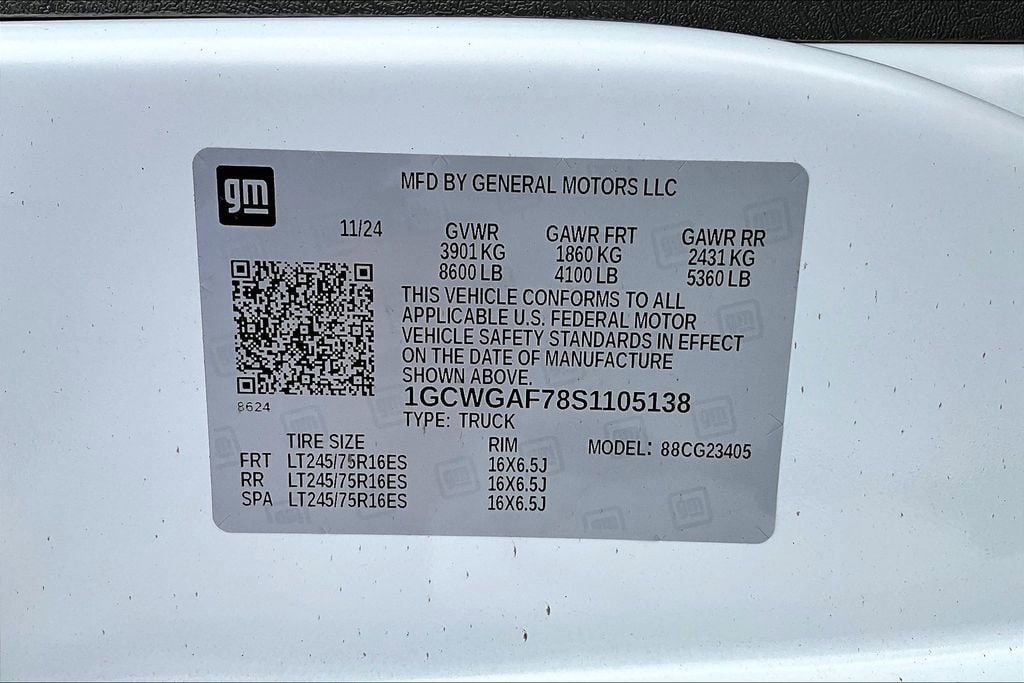 gm
MFD BY GENERAL MOTORS LLC
11/24 GVWR GAWR FRT GAWR RR
3901 KG 1860 KG 2431 KG
8600 LB 4100 LB 5360 LB
THIS VEHICLE CONFORMS TO ALL
APPLICABLE U.S. FEDERAL MOTOR
VEHICLE SAFETY STANDARDS IN EFFECT
ON THE DATE OF MANUFACTURE
SHOWN ABOVE.
8624
1GCWGAF78S1105138
TYPE: TRUCK
TIRE SIZE RIM MODEL: 88CG23405
FRT LT245/75R16ES 16X6.5J
RR LT245/75R16ES 16X6.5J
SPA LT245/75R16ES 16X6.5J